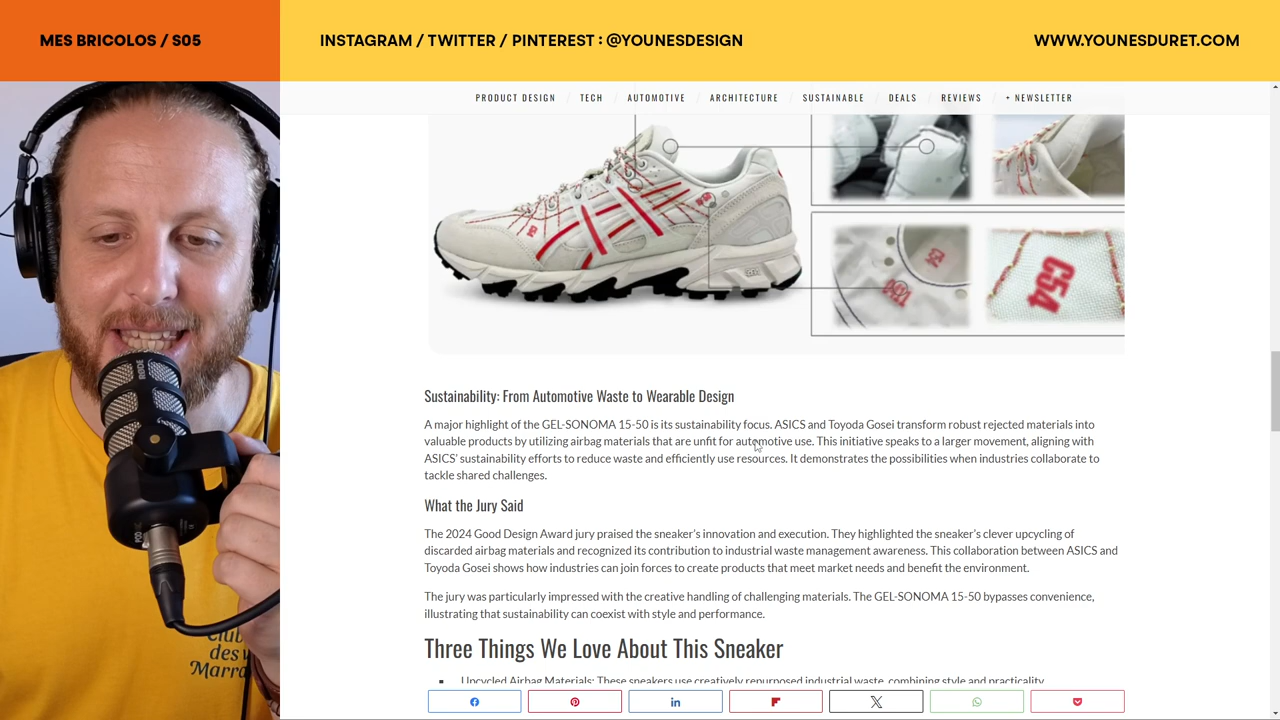 MES BRICOLOS / S05
INSTAGRAM / TWITTER / PINTEREST : @YOUNESDESIGN
WWW.YOUNESDURET.COM
PRODUCT DESIGN / TECH / AUTOMOTIVE / ARCHITECTURE / SUSTAINABLE / DEALS / REVIEWS / + NEWSLETTER
C54
Sustainability: From Automotive Waste to Wearable Design
A major highlight of the GEL-SONOMA 15-50 is its sustainability focus. ASICS and Toyoda Gosei transform robust rejected materials into
valuable products by utilizing airbag materials that are unfit for automotive use. This initiative speaks to a larger movement, aligning with
ASICS’ sustainability efforts to reduce waste and efficiently use resources. It demonstrates the possibilities when industries collaborate to
tackle shared challenges.
What the Jury Said
The 2024 Good Design Award jury praised the sneaker’s innovation and execution. They highlighted the sneaker’s clever upcycling of
discarded airbag materials and recognized its contribution to industrial waste management awareness. This collaboration between ASICS and
Toyoda Gosei shows how industries can join forces to create products that meet market needs and benefit the environment.
The jury was particularly impressed with the creative handling of challenging materials. The GEL-SONOMA 15-50 bypasses convenience,
illustrating that sustainability can coexist with style and performance.
Three Things We Love About This Sneaker
Upcycled Airbag Materials: These sneakers use creatively repurposed industrial waste, combining style and practicality
RØDE
Club
des
Marra